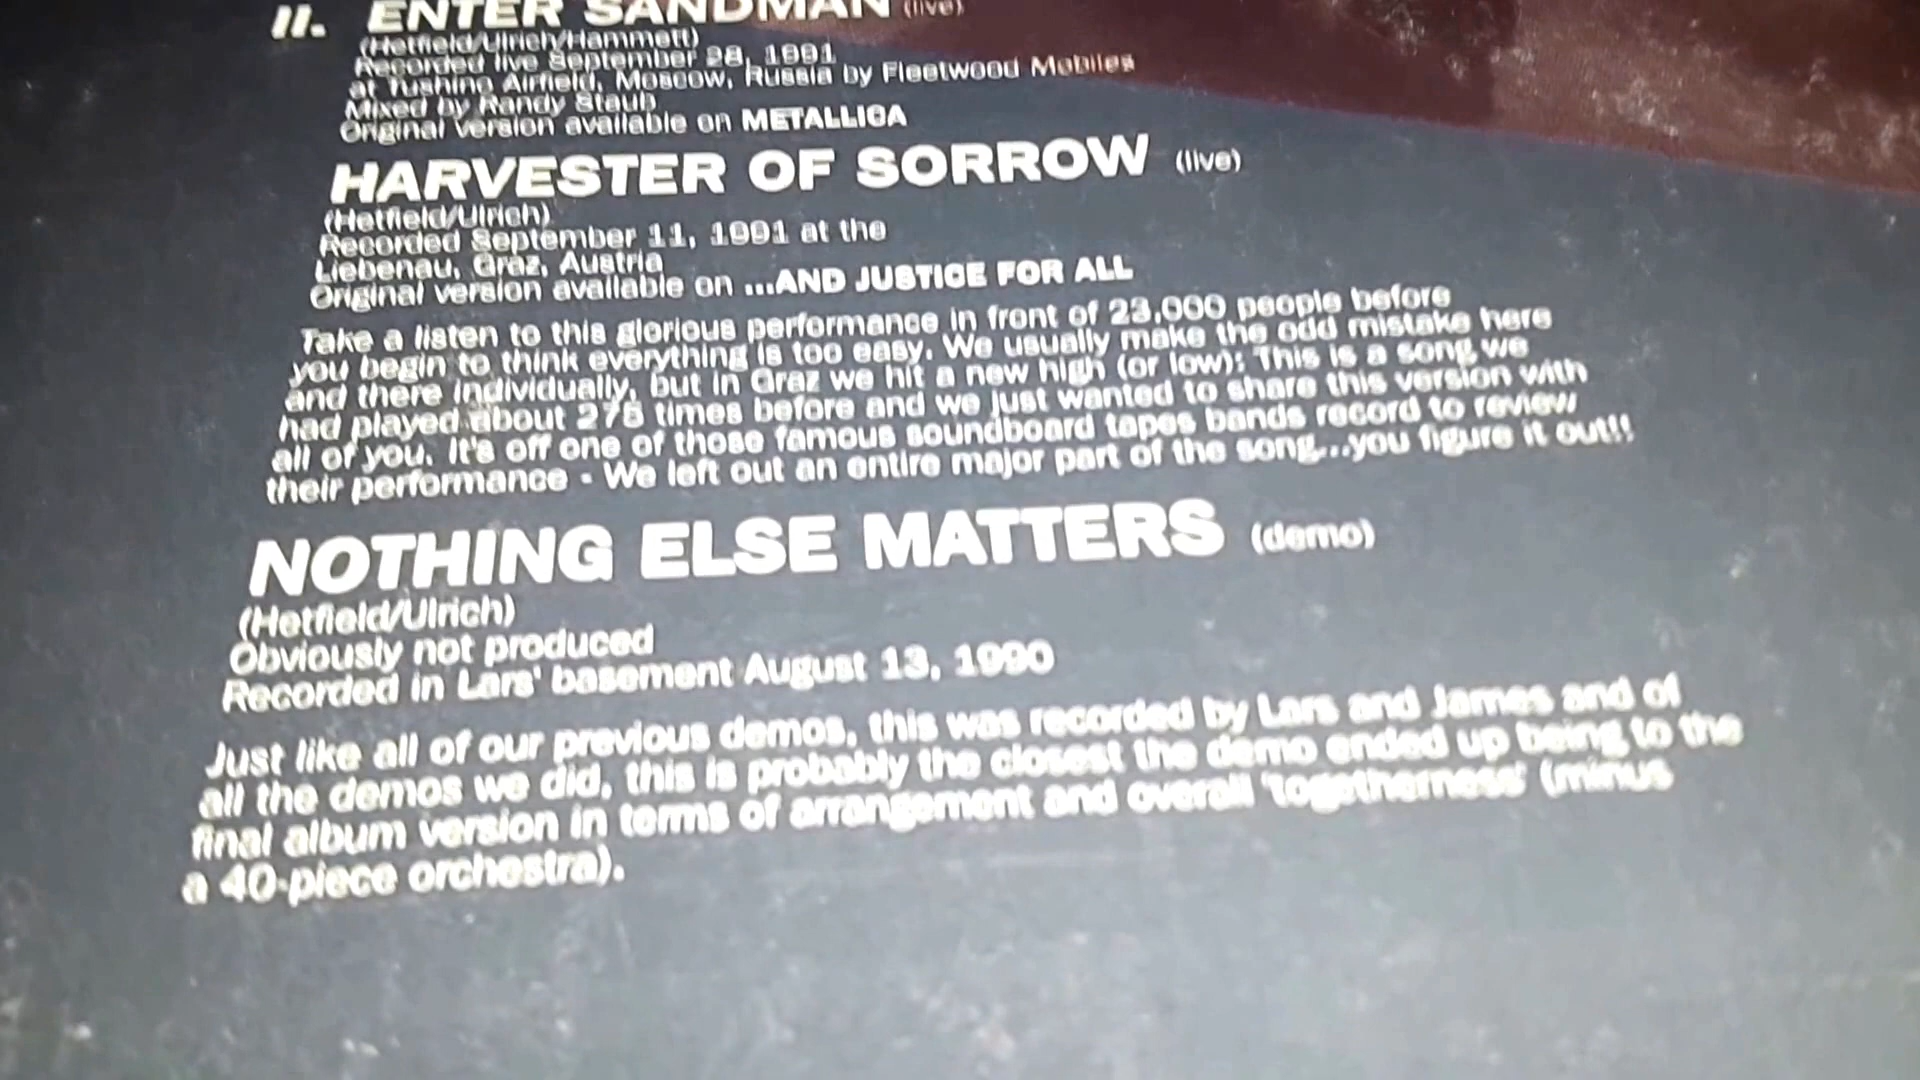 II. ENTER SANDMAN (live)
(Hetfield/Ulrich/Hammett)
Recorded live September 28, 1991
at Tushino Airfield, Moscow, Russia by Fleetwood Mobiles
Mixed by Randy Staub
Original version available on METALLICA
HARVESTER OF SORROW (live)
(Hetfield/Ulrich)
Recorded September 11, 1991 at the
Liebenau, Graz, Austria
Original version available on ...AND JUSTICE FOR ALL
Take a listen to this glorious performance in front of 23,000 people before
you begin to think everything is too easy. We usually make the odd mistake here
and there individually, but in Graz we hit a new high (or low); This is a song we
had played about 275 times before and we just wanted to share this version with
all of you. It's off one of those famous soundboard tapes bands record to review
their performance - We left out an entire major part of the song...you figure it out!!
NOTHING ELSE MATTERS (demo)
(Hetfield/Ulrich)
Obviously not produced
Recorded in Lars' basement August 13, 1990
Just like all of our previous demos, this was recorded by Lars and James and of
all the demos we did, this is probably the closest the demo ended up being to the
final album version in terms of arrangement and overall 'togetherness' (minus
a 40-piece orchestra).